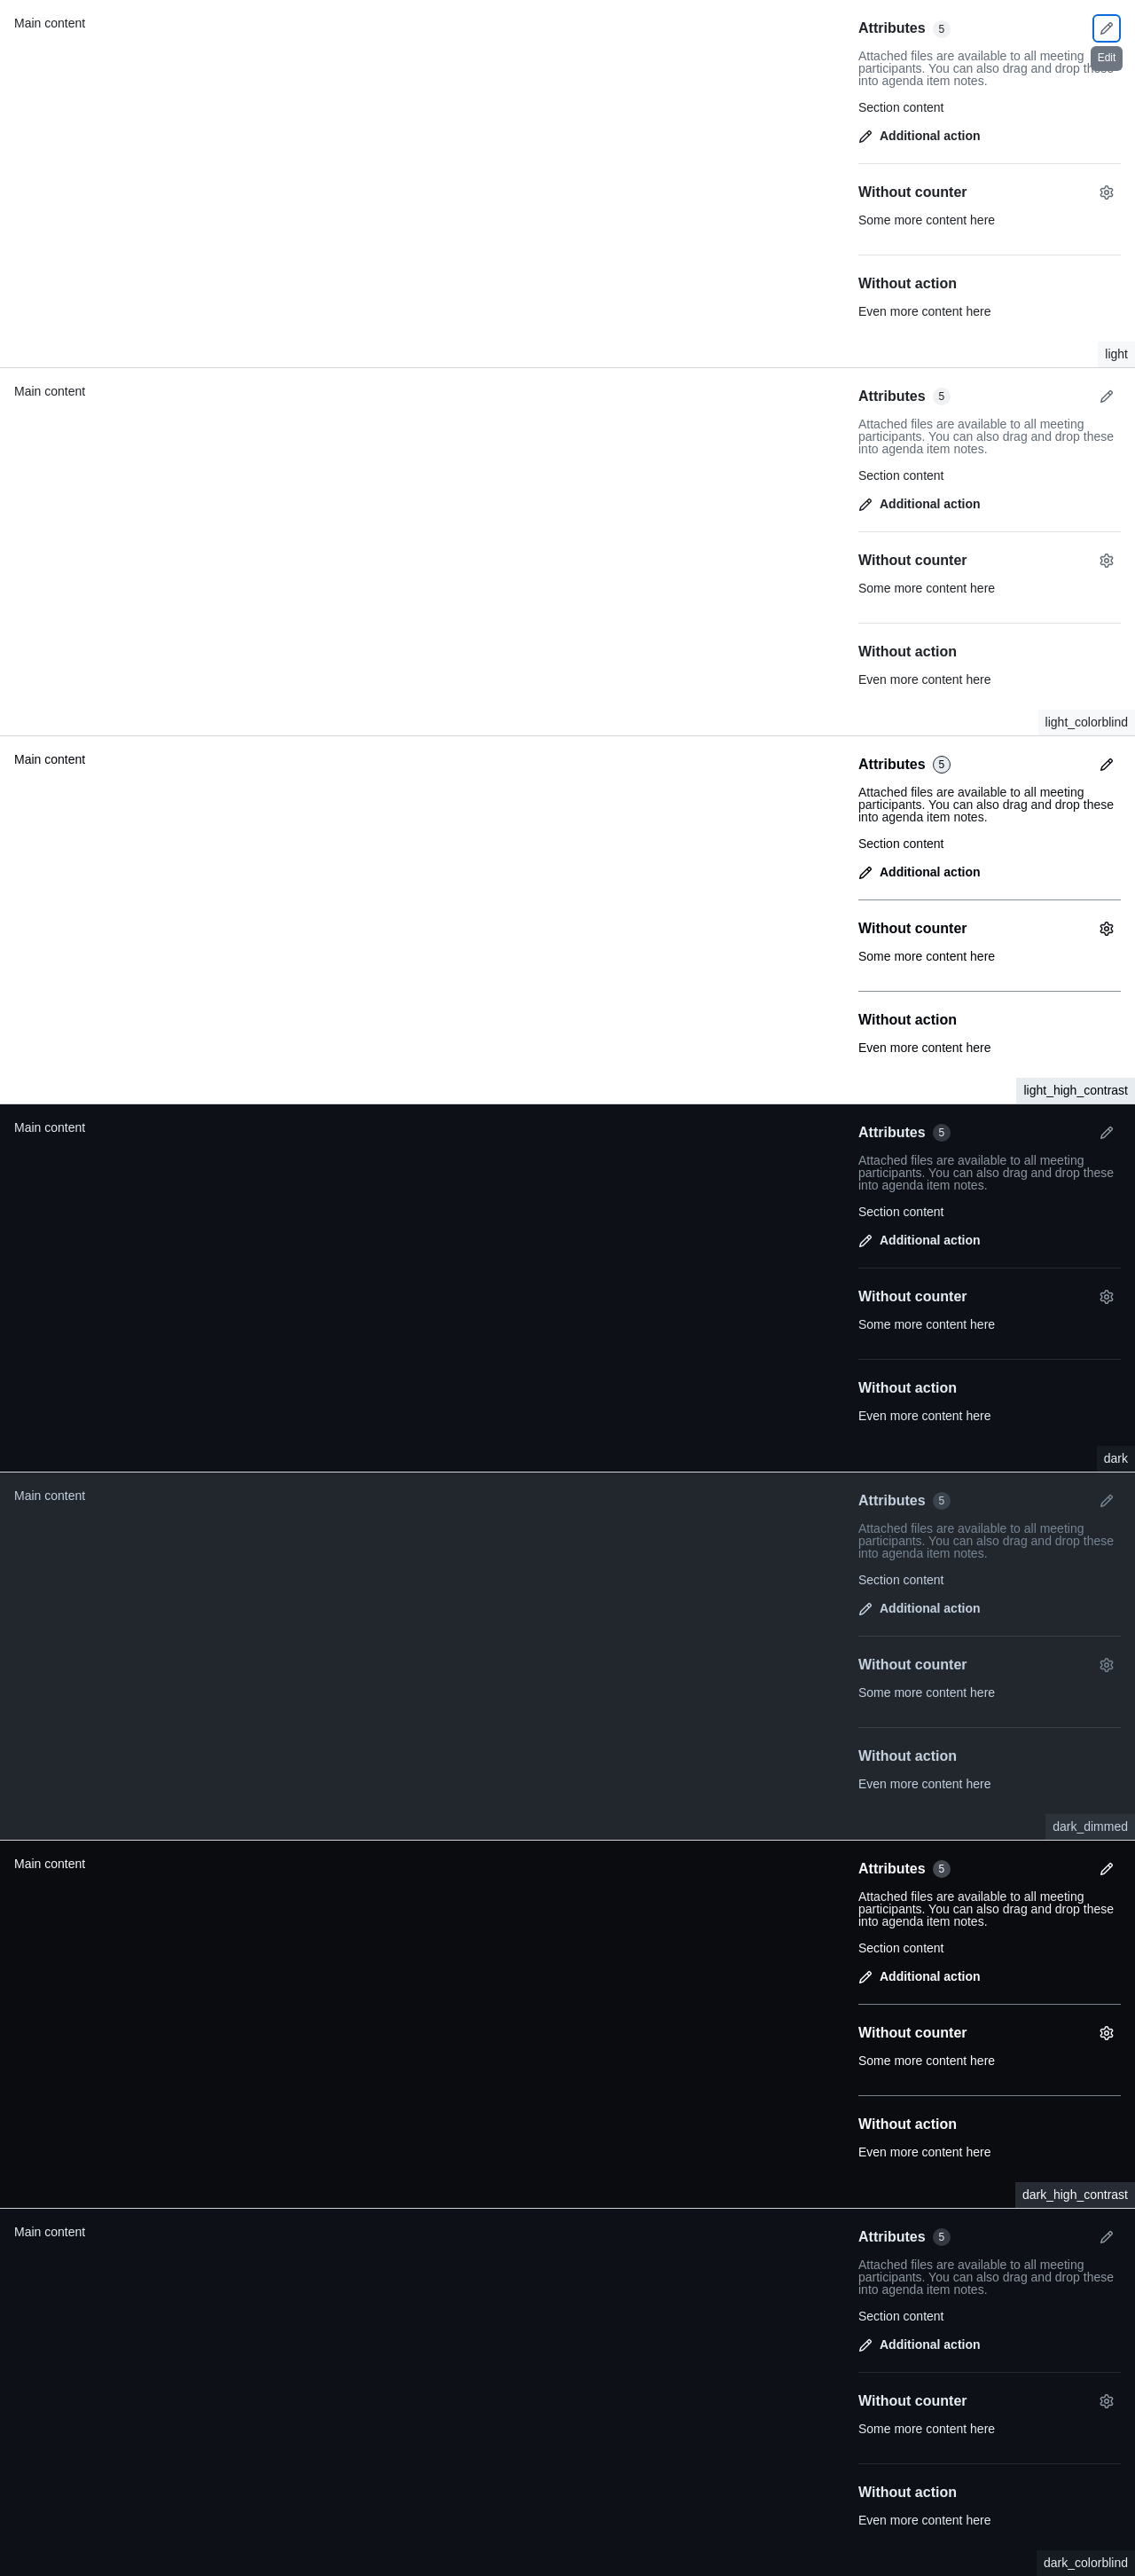 Main content
Attributes 5
Edit
Attached files are available to all meeting
participants. You can also drag and drop these
into agenda item notes.
Section content
Additional action
Without counter
Some more content here
Without action
Even more content here
light
Main content
Attributes 5
Attached files are available to all meeting
participants. You can also drag and drop these
into agenda item notes.
Section content
Additional action
Without counter
Some more content here
Without action
Even more content here
light_colorblind
Main content
Attributes 5
Attached files are available to all meeting
participants. You can also drag and drop these
into agenda item notes.
Section content
Additional action
Without counter
Some more content here
Without action
Even more content here
light_high_contrast
Main content
Attributes 5
Attached files are available to all meeting
participants. You can also drag and drop these
into agenda item notes.
Section content
Additional action
Without counter
Some more content here
Without action
Even more content here
dark
Main content
Attributes 5
Attached files are available to all meeting
participants. You can also drag and drop these
into agenda item notes.
Section content
Additional action
Without counter
Some more content here
Without action
Even more content here
dark_dimmed
Main content
Attributes 5
Attached files are available to all meeting
participants. You can also drag and drop these
into agenda item notes.
Section content
Additional action
Without counter
Some more content here
Without action
Even more content here
dark_high_contrast
Main content
Attributes 5
Attached files are available to all meeting
participants. You can also drag and drop these
into agenda item notes.
Section content
Additional action
Without counter
Some more content here
Without action
Even more content here
dark_colorblind